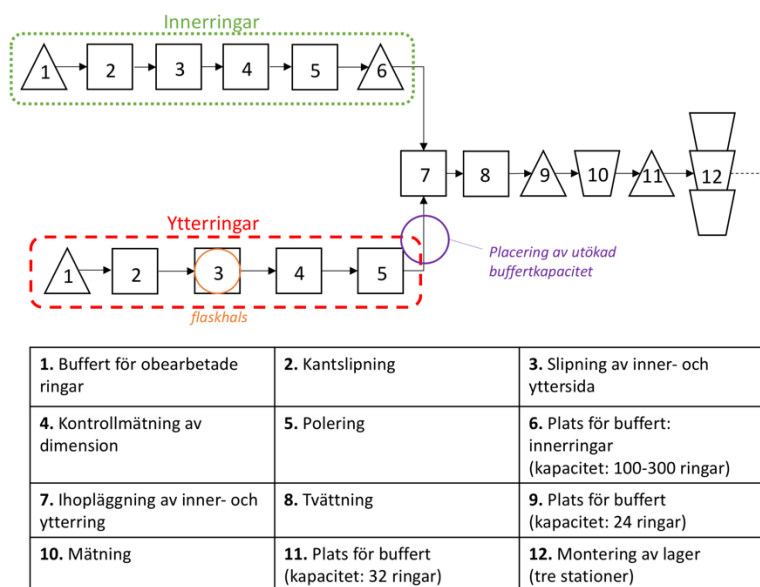 Innerringar
1 2 3 4 5 6
7 8 9 10 11 12
Ytterringar
Placering av utökad
buffertkapacitet
1 2 3 4 5
flaskhals
1. Buffert för obearbetade
ringar
2. Kantslipning
3. Slipning av inner- och
yttersida
4. Kontrollmätning av
dimension
5. Polering
6. Plats för buffert:
innerringar
(kapacitet: 100-300 ringar)
7. Ihopläggning av inner- och
ytterring
8. Tvättning
9. Plats för buffert
(kapacitet: 24 ringar)
10. Mätning
11. Plats för buffert
(kapacitet: 32 ringar)
12. Montering av lager
(tre stationer)